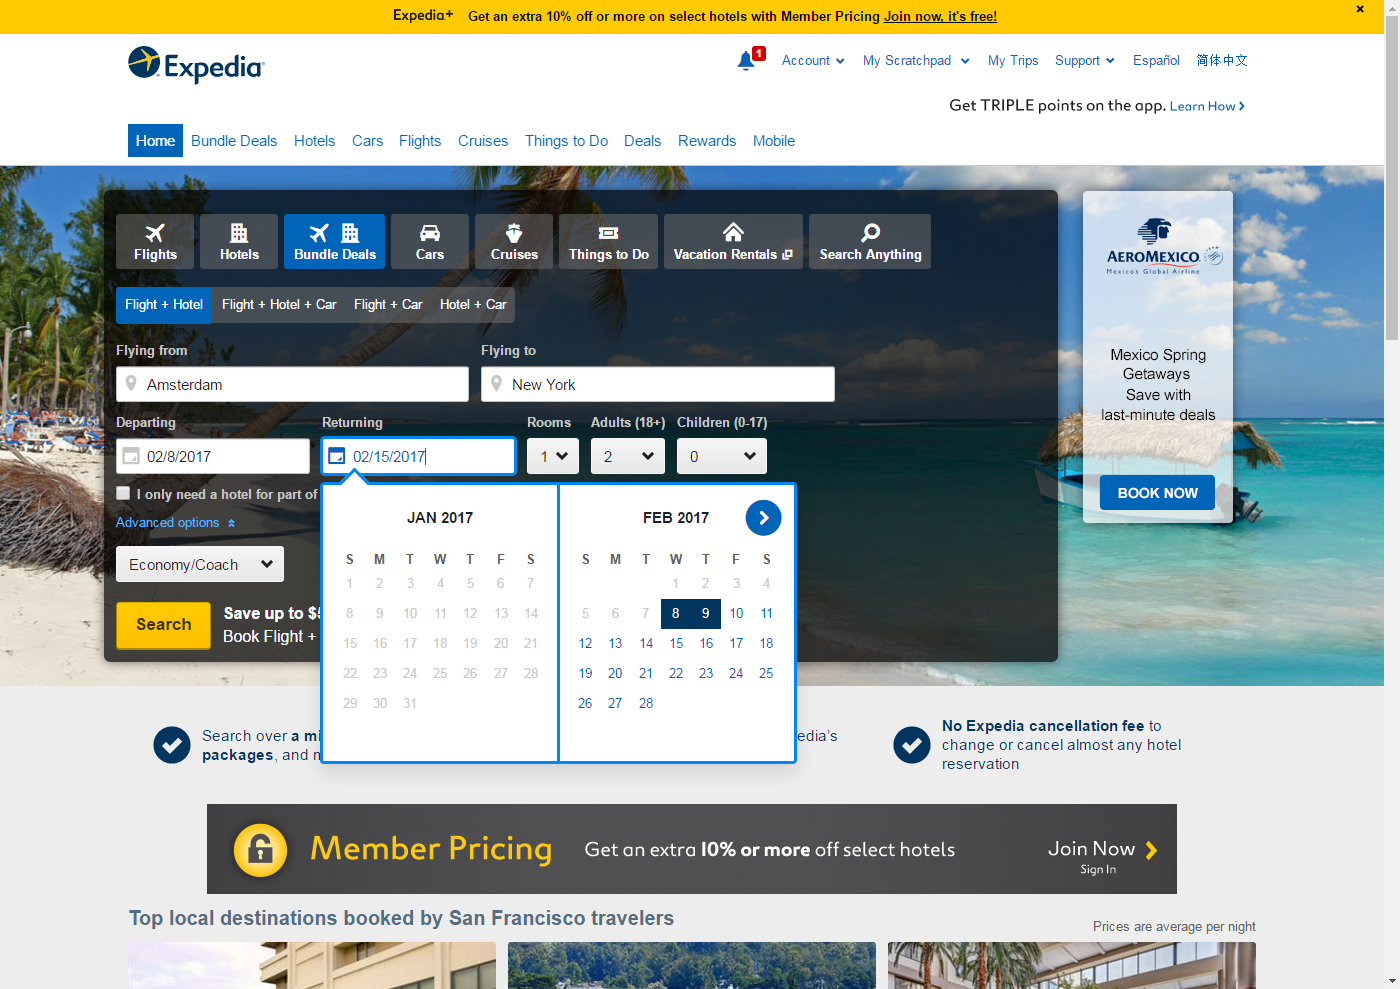 Expedia+ Get an extra 10% off or more on select hotels with Member Pricing Join now, it's free!
Expedia
1 Account My Scratchpad My Trips Support Español 简体中文
Get TRIPLE points on the app. Learn How
Home Bundle Deals Hotels Cars Flights Cruises Things to Do Deals Rewards Mobile
Flights Hotels Bundle Deals Cars Cruises Things to Do Vacation Rentals Search Anything
Flight + Hotel Flight + Hotel + Car Flight + Car Hotel + Car
Flying from Flying to
Amsterdam New York
Departing Returning Rooms Adults (18+) Children (0-17)
02/8/2017 02/15/2017 1 2 0
I only need a hotel for part of
Advanced options
Economy/Coach
Search
Save up to $
Book Flight +
JAN 2017
S M T W T F S
1 2 3 4 5 6 7
8 9 10 11 12 13 14
15 16 17 18 19 20 21
22 23 24 25 26 27 28
29 30 31
FEB 2017
S M T W T F S
1 2 3 4
5 6 7 8 9 10 11
12 13 14 15 16 17 18
19 20 21 22 23 24 25
26 27 28
AEROMEXICO.
Mexico's Global Airline
Mexico Spring
Getaways
Save with
last-minute deals
BOOK NOW
Search over a mi
packages, and
pedia's
No Expedia cancellation fee to
change or cancel almost any hotel
reservation
Member Pricing Get an extra 10% or more off select hotels Join Now
Sign In
Top local destinations booked by San Francisco travelers
Prices are average per night